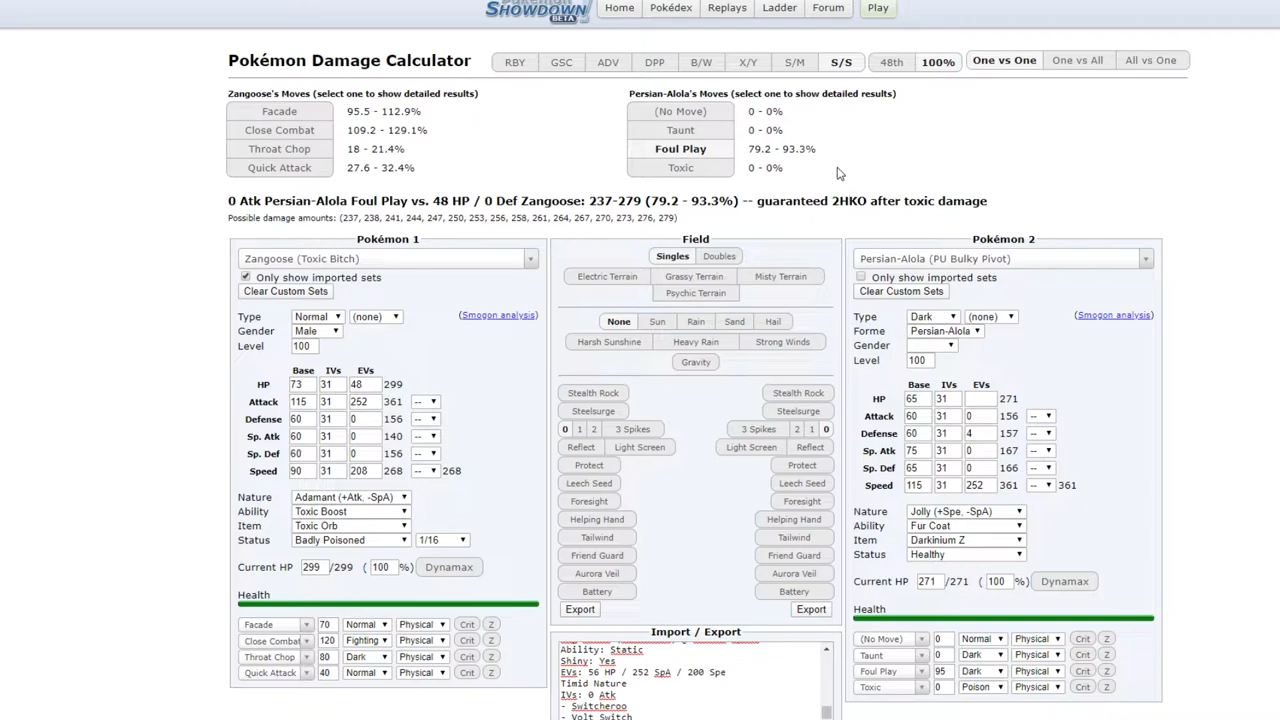 Pokémon
SHOWDOWN
BETA
Home Pokédex Replays Ladder Forum Play
Pokémon Damage Calculator RBY GSC ADV DPP B/W X/Y S/M S/S 48th 100% One vs One One vs All All vs One
Zangoose's Moves (select one to show detailed results) Persian-Alola's Moves (select one to show detailed results)
Facade 95.5 - 112.9% (No Move) 0 - 0%
Close Combat 109.2 - 129.1% Taunt 0 - 0%
Throat Chop 18 - 21.4% Foul Play 79.2 - 93.3%
Quick Attack 27.6 - 32.4% Toxic 0 - 0%
0 Atk Persian-Alola Foul Play vs. 48 HP / 0 Def Zangoose: 237-279 (79.2 - 93.3%) -- guaranteed 2HKO after toxic damage
Possible damage amounts: (237, 238, 241, 244, 247, 250, 253, 256, 258, 261, 264, 267, 270, 273, 276, 279)
Pokémon 1
Zangoose (Toxic Bitch)
Only show imported sets
Clear Custom Sets
Type Normal (none) (Smogon analysis)
Gender Male
Level 100
Base IVs EVs
HP 73 31 48 299
Attack 115 31 252 361 --
Defense 60 31 0 156 --
Sp. Atk 60 31 0 140 --
Sp. Def 60 31 0 156 --
Speed 90 31 208 268 -- 268
Nature Adamant (+Atk, -SpA)
Ability Toxic Boost
Item Toxic Orb
Status Badly Poisoned 1/16
Current HP 299 /299 ( 100 %) Dynamax
Health
Facade 70 Normal Physical Crit Z
Close Combat 120 Fighting Physical Crit Z
Throat Chop 80 Dark Physical Crit Z
Quick Attack 40 Normal Physical Crit Z
Field
Singles Doubles
Electric Terrain Grassy Terrain Misty Terrain
Psychic Terrain
None Sun Rain Sand Hail
Harsh Sunshine Heavy Rain Strong Winds
Gravity
Stealth Rock Stealth Rock
Steelsurge Steelsurge
0 1 2 3 Spikes 3 Spikes 2 1 0
Reflect Light Screen Light Screen Reflect
Protect Protect
Leech Seed Leech Seed
Foresight Foresight
Helping Hand Helping Hand
Tailwind Tailwind
Friend Guard Friend Guard
Aurora Veil Aurora Veil
Battery Battery
Export Export
Import / Export
Ability: Static
Shiny: Yes
EVs: 56 HP / 252 SpA / 200 Spe
Timid Nature
IVs: 0 Atk
- Switcheroo
- Volt Switch
Pokémon 2
Persian-Alola (PU Bulky Pivot)
Only show imported sets
Clear Custom Sets
Type Dark (none) (Smogon analysis)
Forme Persian-Alola
Gender
Level 100
Base IVs EVs
HP 65 31 271
Attack 60 31 0 156 --
Defense 60 31 4 157 --
Sp. Atk 75 31 0 167 --
Sp. Def 65 31 0 166 --
Speed 115 31 252 361 -- 361
Nature Jolly (+Spe, -SpA)
Ability Fur Coat
Item Darkinium Z
Status Healthy
Current HP 271 /271 ( 100 %) Dynamax
Health
(No Move) 0 Normal Physical Crit Z
Taunt 0 Dark Physical Crit Z
Foul Play 95 Dark Physical Crit Z
Toxic 0 Poison Physical Crit Z